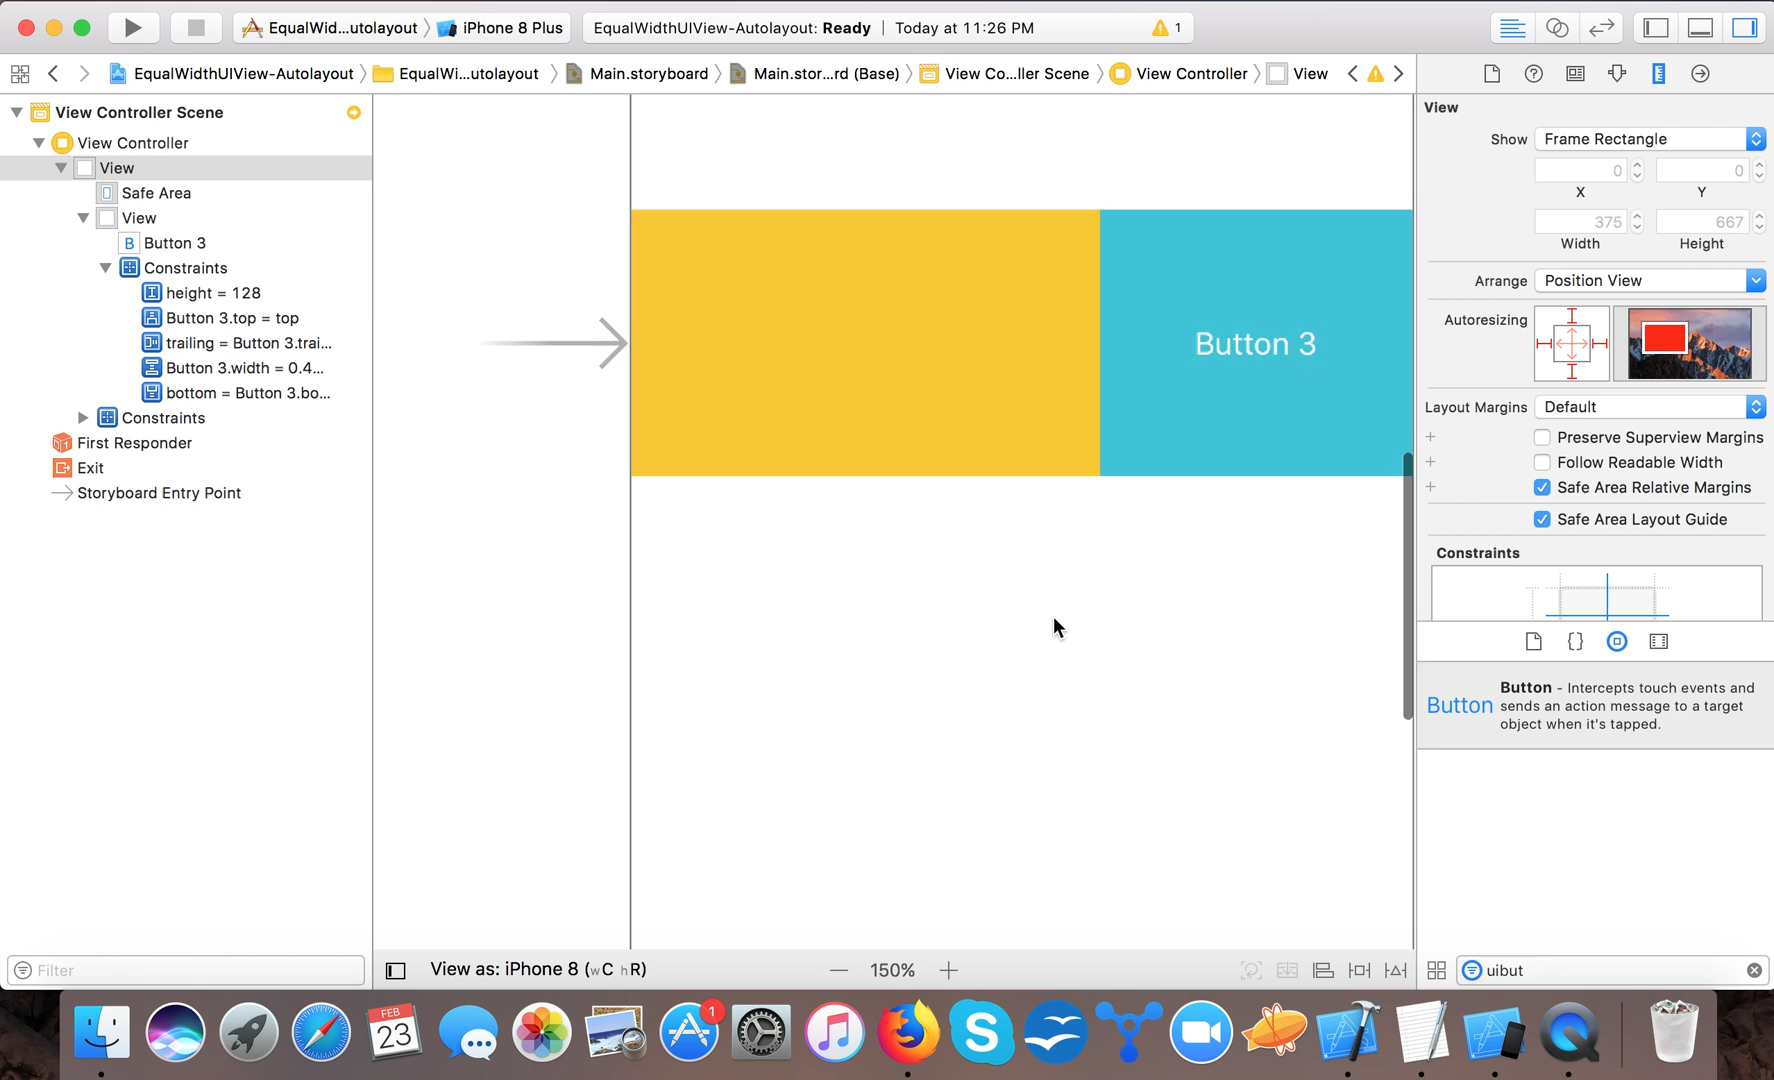 EqualWid...utolayout
iPhone 8 Plus
EqualWidthUIView-Autolayout: Ready | Today at 11:26 PM
1
EqualWidthUIView-Autolayout
EqualWi...utolayout
Main.storyboard
Main.stor...rd (Base)
View Co...ller Scene
View Controller
View
View Controller Scene
View Controller
View
Safe Area
View
B Button 3
Constraints
height = 128
Button 3.top = top
trailing = Button 3.trai...
Button 3.width = 0.4...
bottom = Button 3.bo...
Constraints
First Responder
Exit
Storyboard Entry Point
Filter
Button 3
View as: iPhone 8 (wC hR)
150%
View
Show Frame Rectangle
0 0
X Y
375 667
Width Height
Arrange Position View
Autoresizing
Layout Margins Default
Preserve Superview Margins
Follow Readable Width
Safe Area Relative Margins
Safe Area Layout Guide
Constraints
Button
Button - Intercepts touch events and
sends an action message to a target
object when it's tapped.
uibut
FEB
23
1